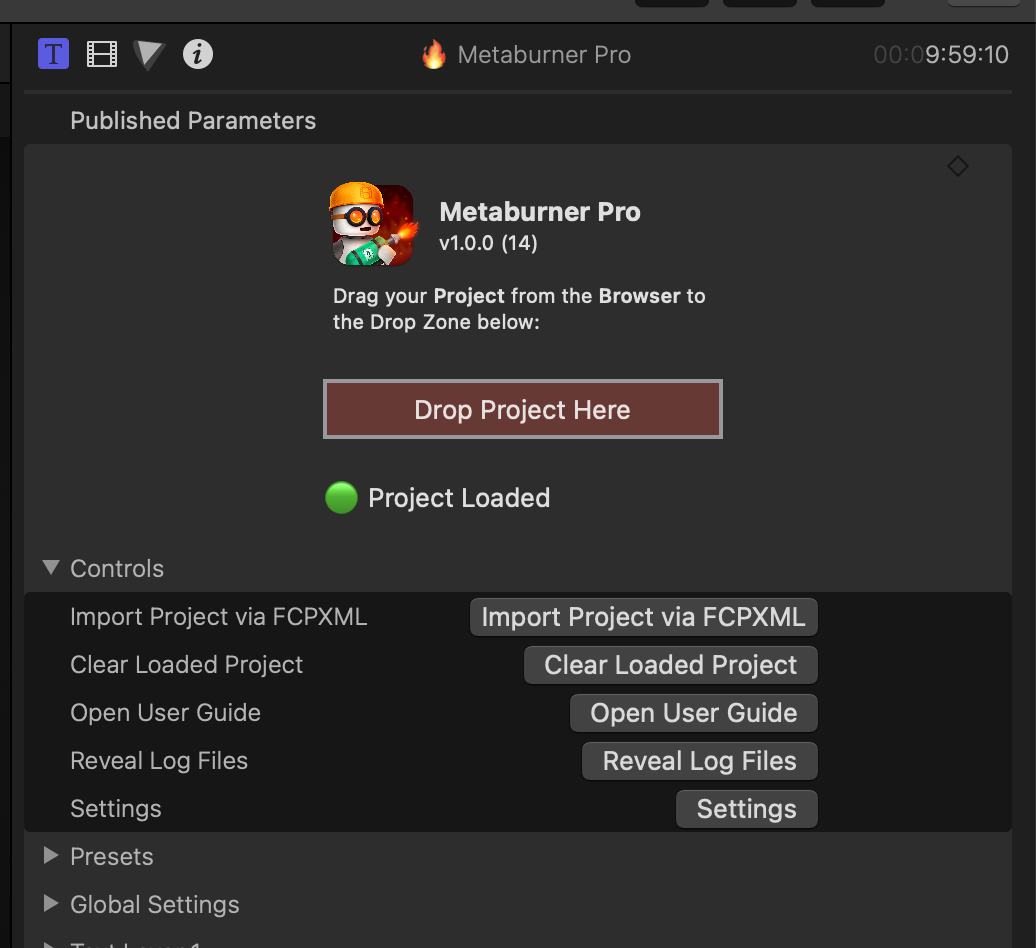 T i Metaburner Pro 00:09:59:10
Published Parameters
Metaburner Pro
v1.0.0 (14)
Drag your Project from the Browser to
the Drop Zone below:
Drop Project Here
Project Loaded
Controls
Import Project via FCPXML Import Project via FCPXML
Clear Loaded Project Clear Loaded Project
Open User Guide Open User Guide
Reveal Log Files Reveal Log Files
Settings Settings
Presets
Global Settings